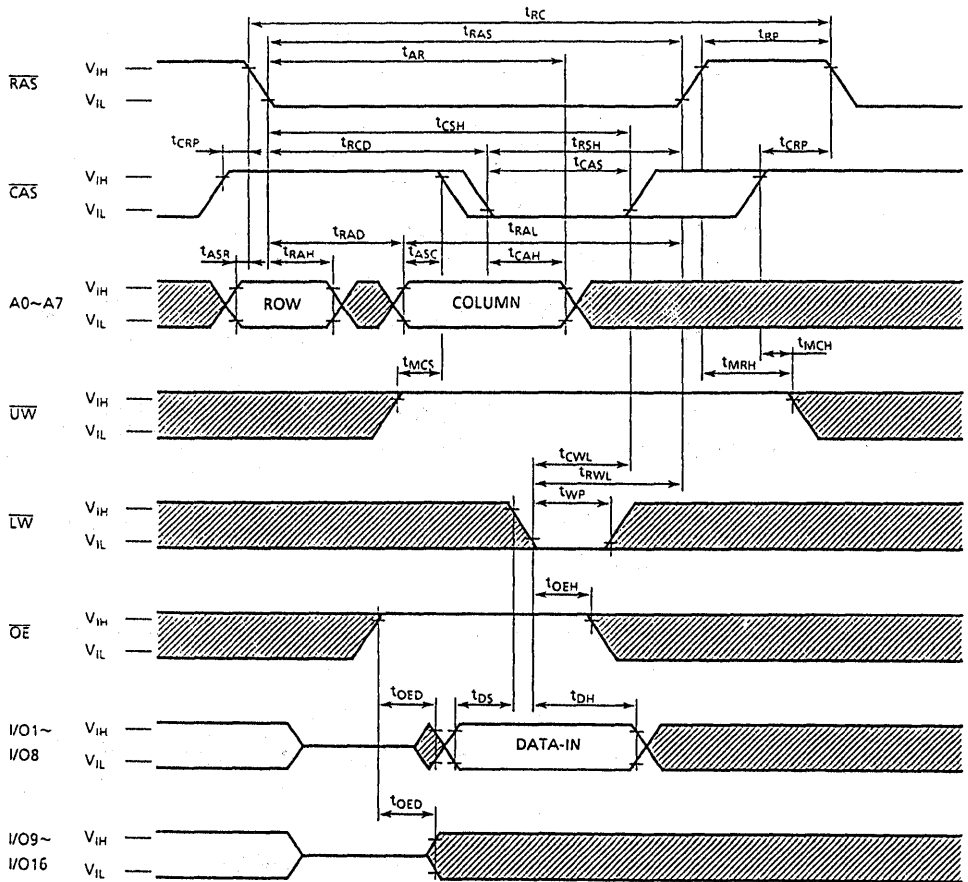 tRC
tRAS
tRP
tAR
RAS
VIH
VIL
tCSH
tCRP
tRCD
tRSH
tCRP
tCAS
CAS
VIH
VIL
tRAD
tRAL
tASR
tRAH
tASC
tCAH
A0~A7
VIH
VIL
ROW
COLUMN
tMCS
tMCH
tMRH
UW
VIH
VIL
tCWL
tRWL
tWP
LW
VIH
VIL
tOEH
OE
VIH
VIL
tOED
tDS
tDH
I/O1~
I/O8
VIH
VIL
DATA-IN
tOED
I/O9~
I/O16
VIH
VIL